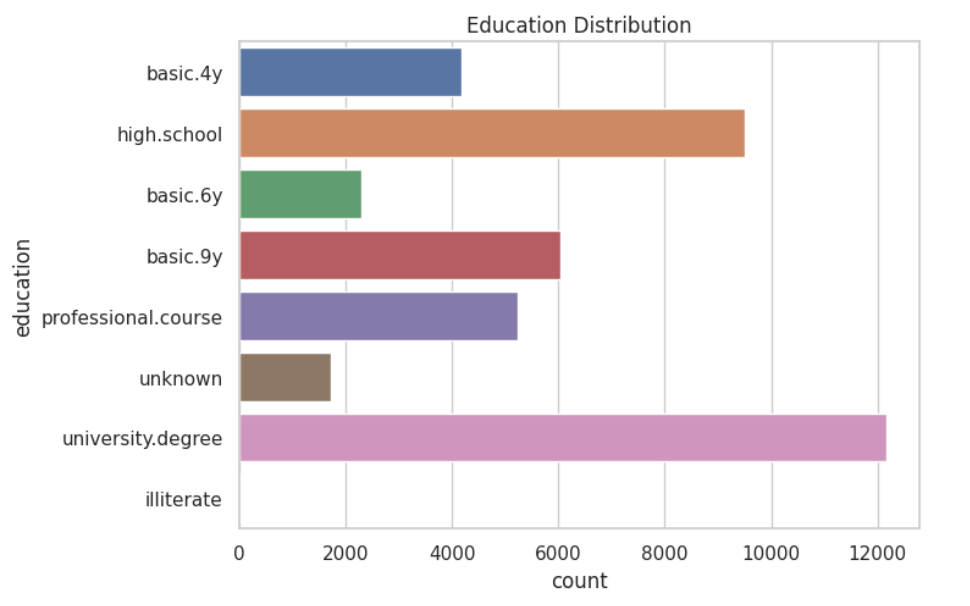 Education Distribution
basic.4y
high.school
basic.6y
basic.9y
professional.course
unknown
university.degree
illiterate
education
0 2000 4000 6000 8000 10000 12000
count